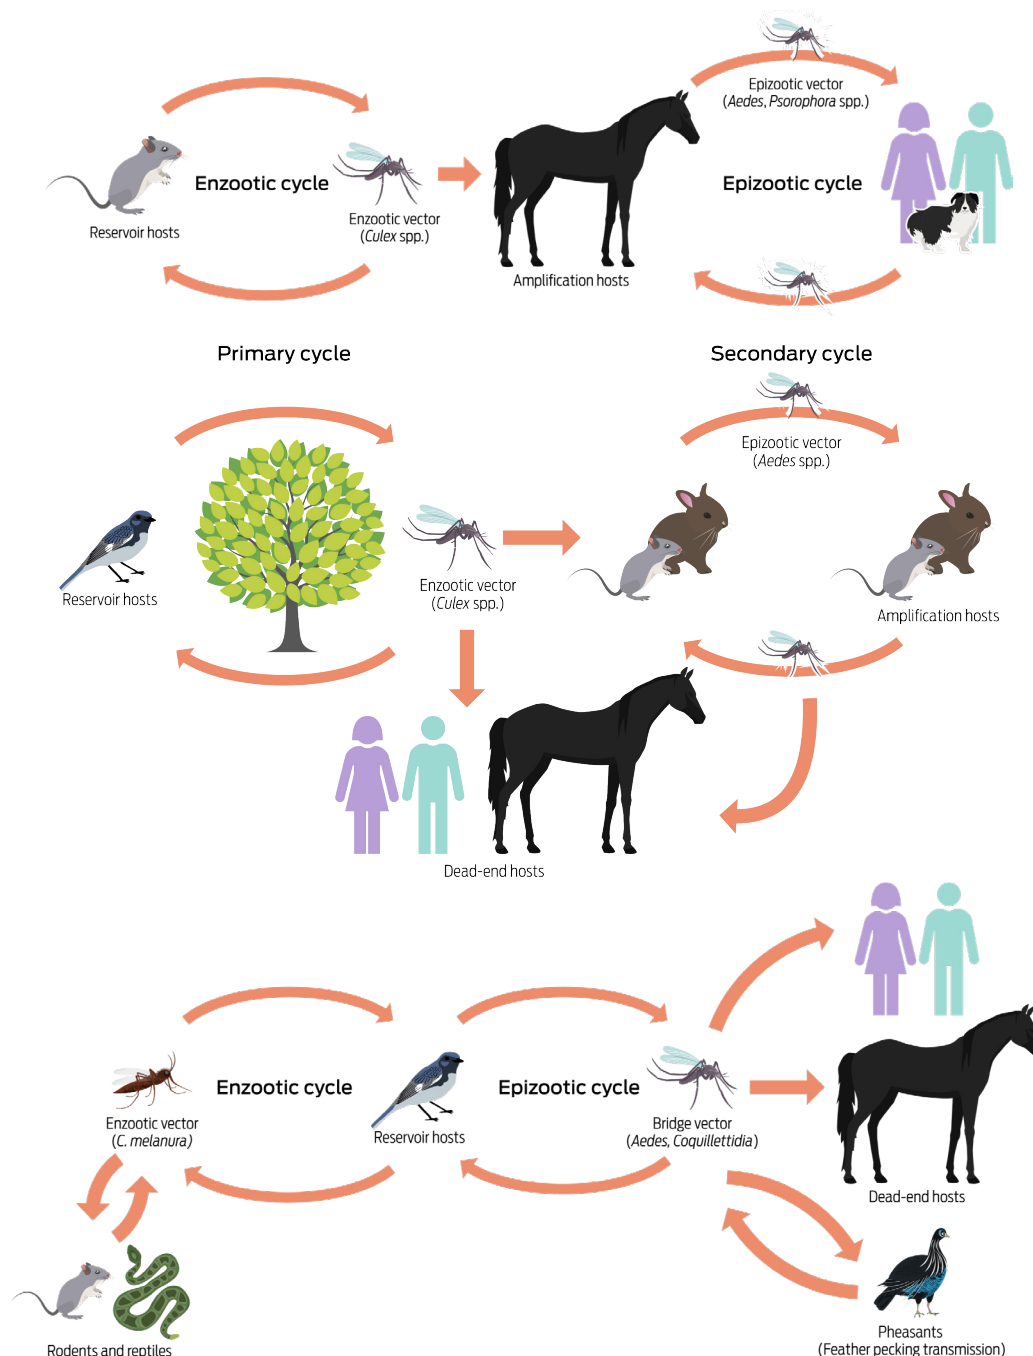 Epizootic vector
(Aedes, Psorophora spp.)
Enzootic cycle
Epizootic cycle
Reservoir hosts
Enzootic vector
(Culex spp.)
Amplification hosts
Primary cycle
Secondary cycle
Epizootic vector
(Aedes spp.)
Reservoir hosts
Enzootic vector
(Culex spp.)
Amplification hosts
Dead-end hosts
Enzootic cycle
Epizootic cycle
Enzootic vector
(C. melanura)
Reservoir hosts
Bridge vector
(Aedes, Coquillettidia)
Dead-end hosts
Rodents and reptiles
Pheasants
(Feather pecking transmission)